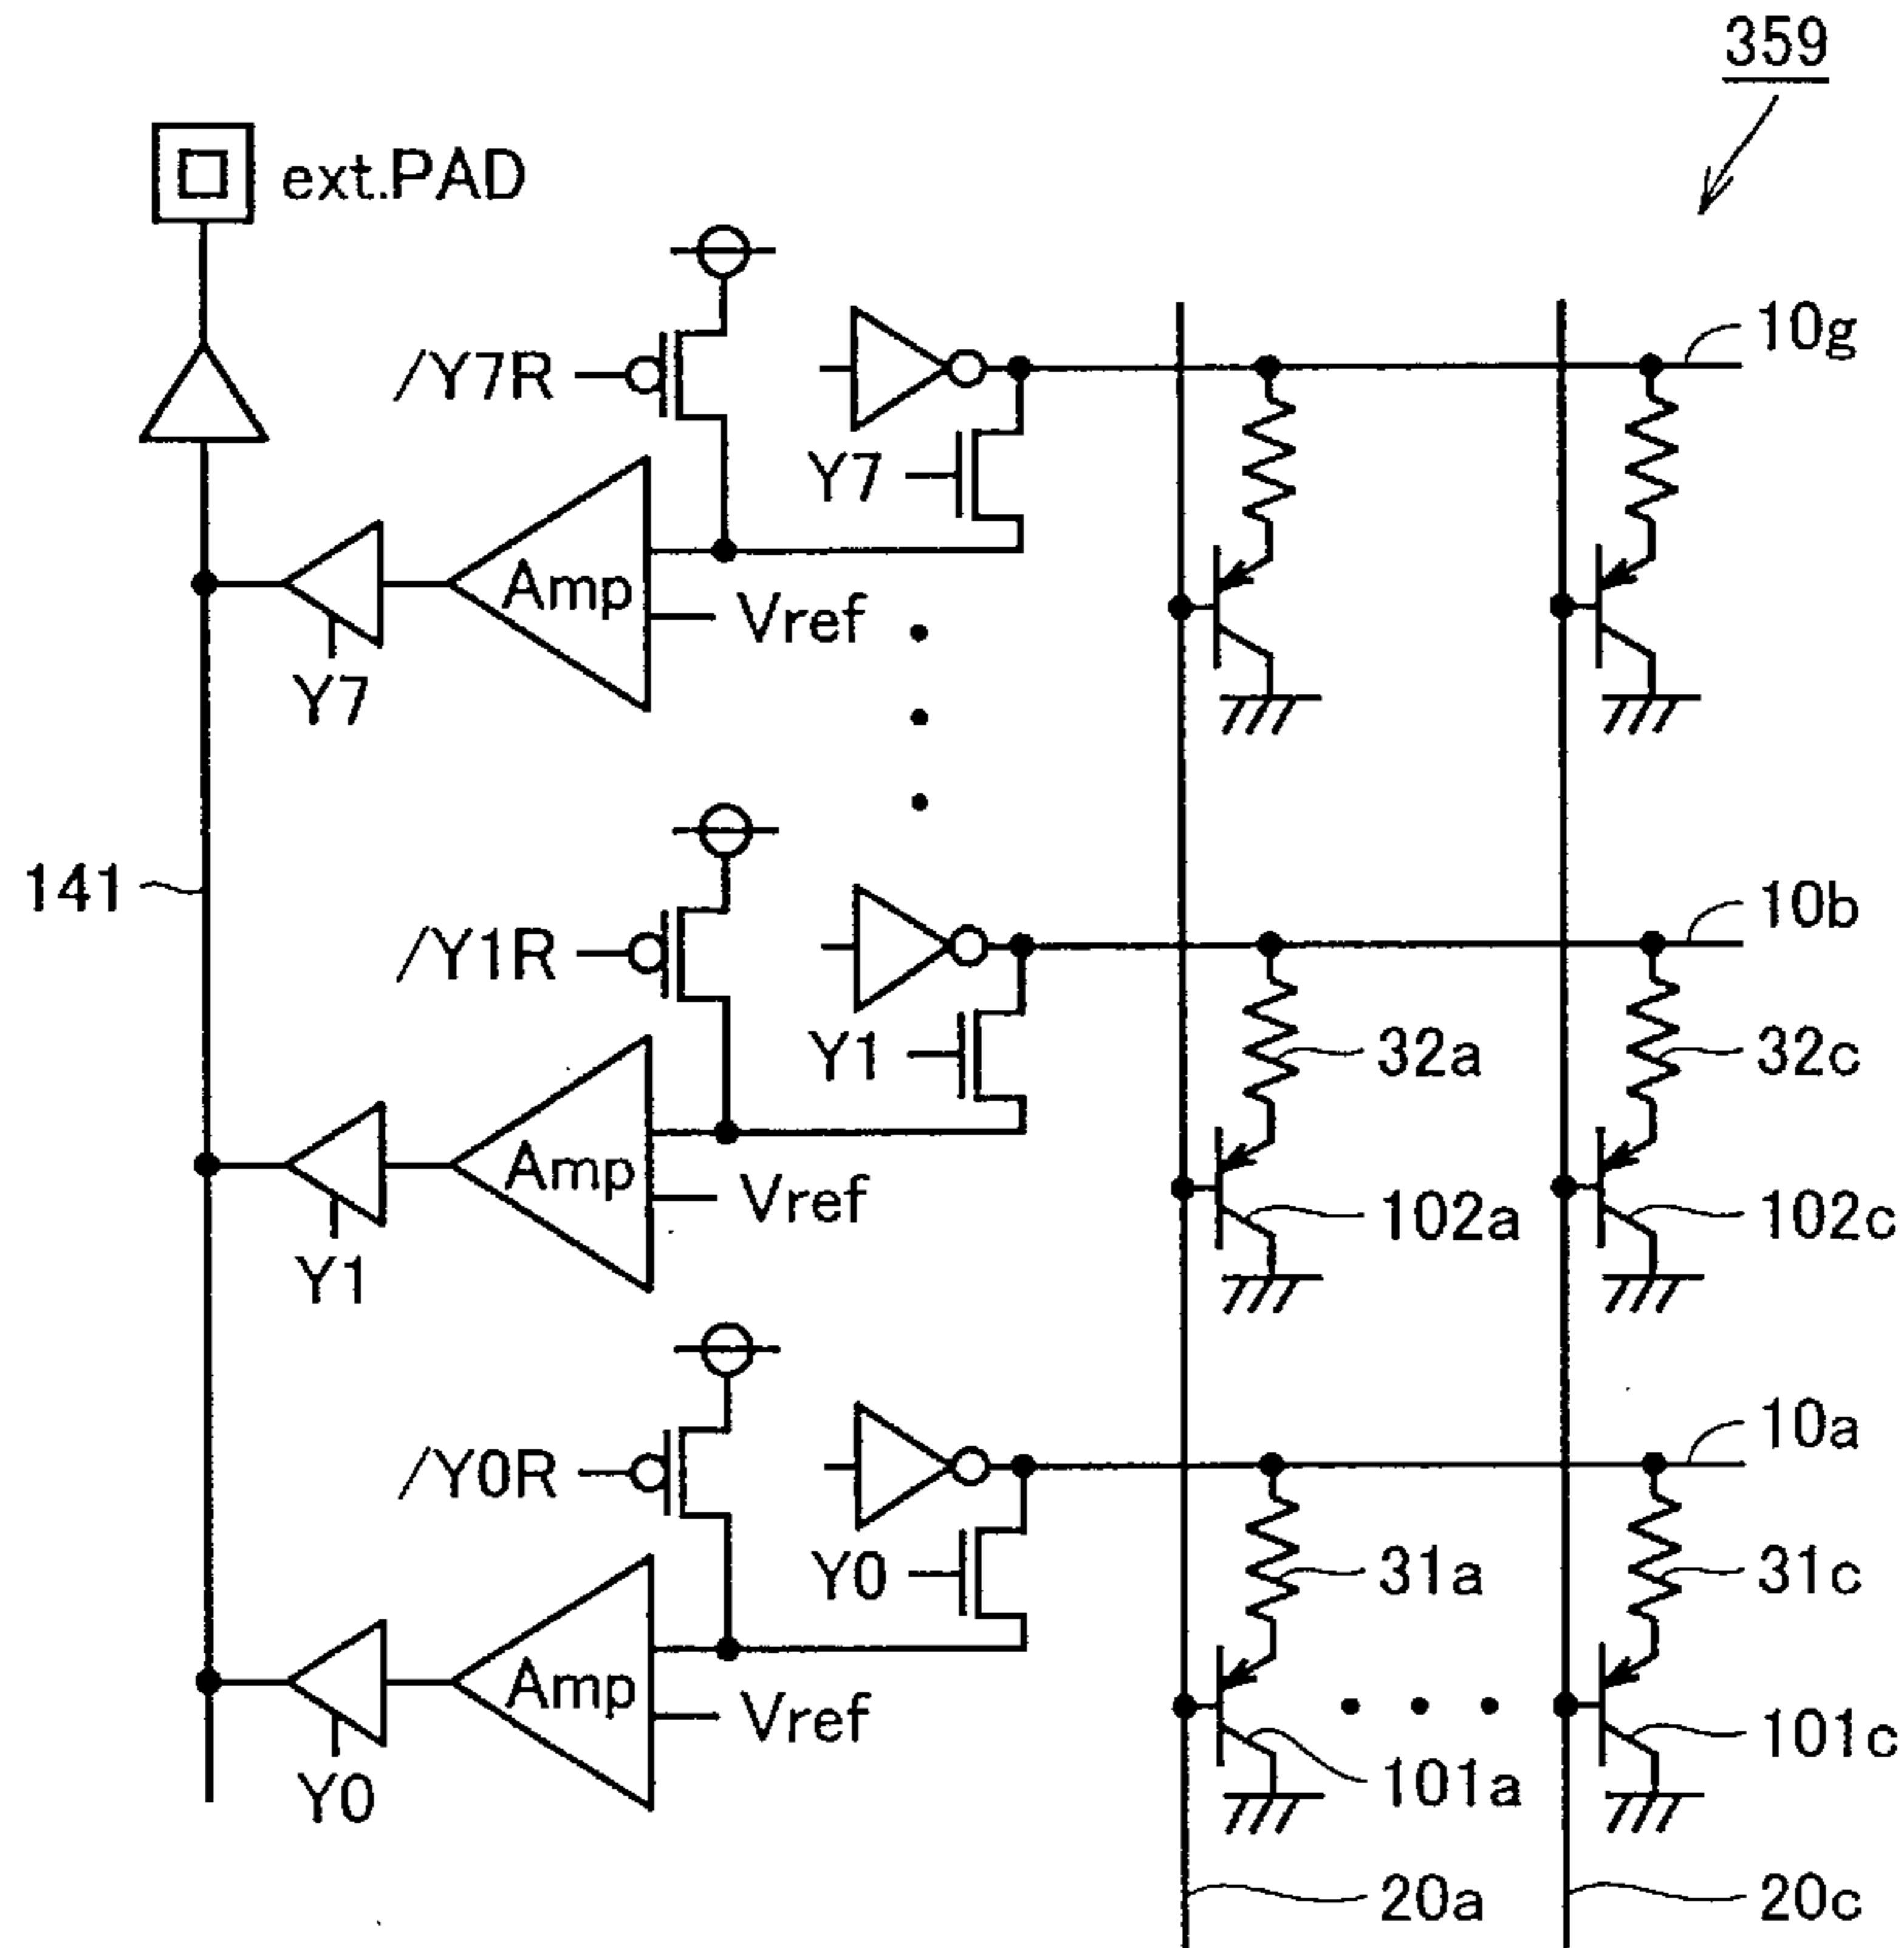 359
ext.PAD
10g
/Y7R
Y7
Amp
Vref
Y7
141
10b
/Y1R
Y1
32a
32c
Amp
Vref
102a
102c
Y1
10a
/Y0R
Y0
31a
31c
Amp
Vref
101c
101a
Y0
20a
20c